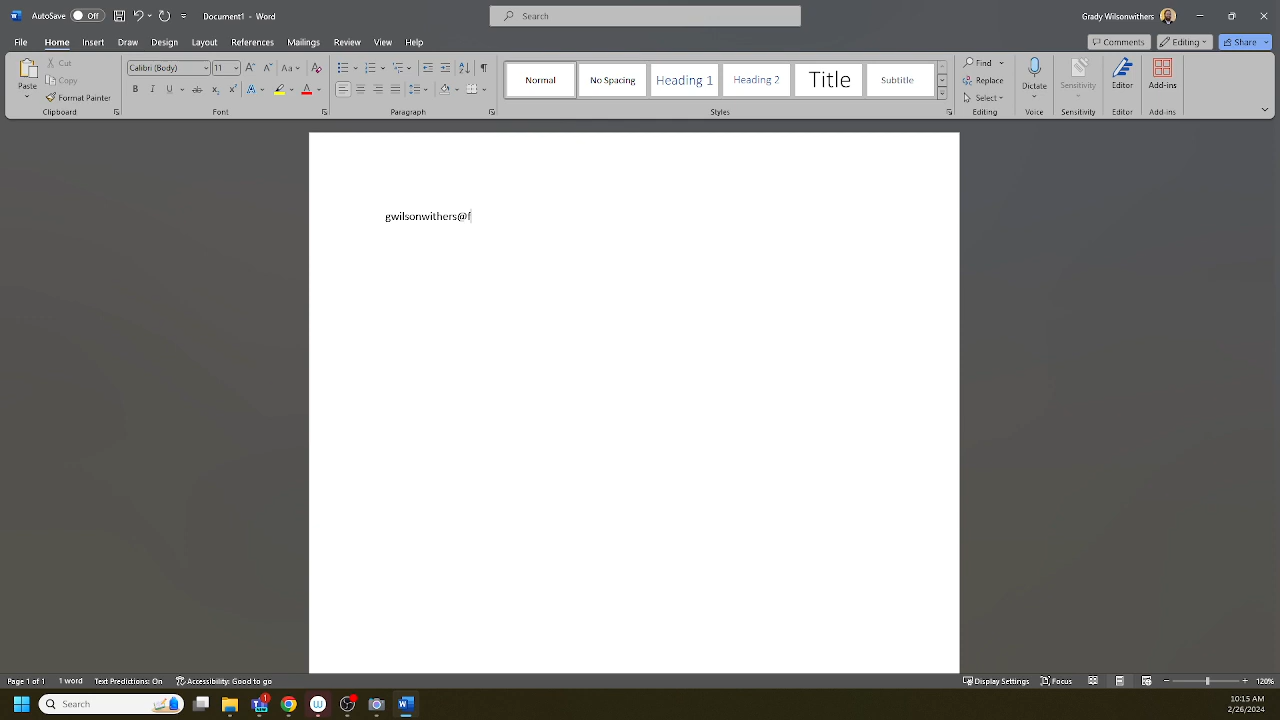 AutoSave Off Document1 - Word Search Grady Wilsonwithers
File Home Insert Draw Design Layout References Mailings Review View Help Comments Editing Share
Paste Cut Copy Format Painter Clipboard
Calibri (Body) 11 Font
Paragraph
Normal No Spacing Heading 1 Heading 2 Title Subtitle Styles
Find Replace Select Editing
Dictate Voice
Sensitivity Sensitivity
Editor Editor
Add-ins Add-ins
gwilsonwithers@f
Page 1 of 1 1 word Text Predictions: On Accessibility: Good to go Display Settings Focus 120%
Search 1 10:15 AM
2/26/2024